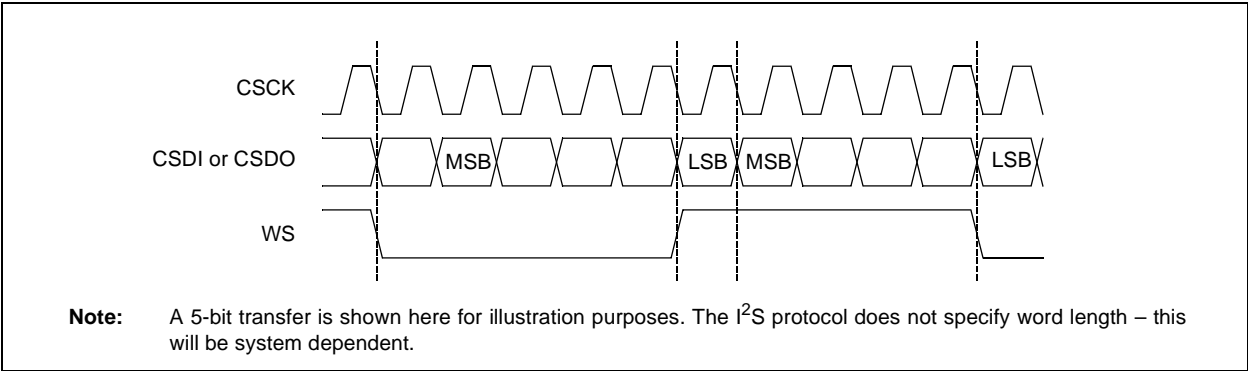 CSCK
CSDI or CSDO
MSB LSB MSB LSB
WS
Note: A 5-bit transfer is shown here for illustration purposes. The I²S protocol does not specify word length – this
will be system dependent.